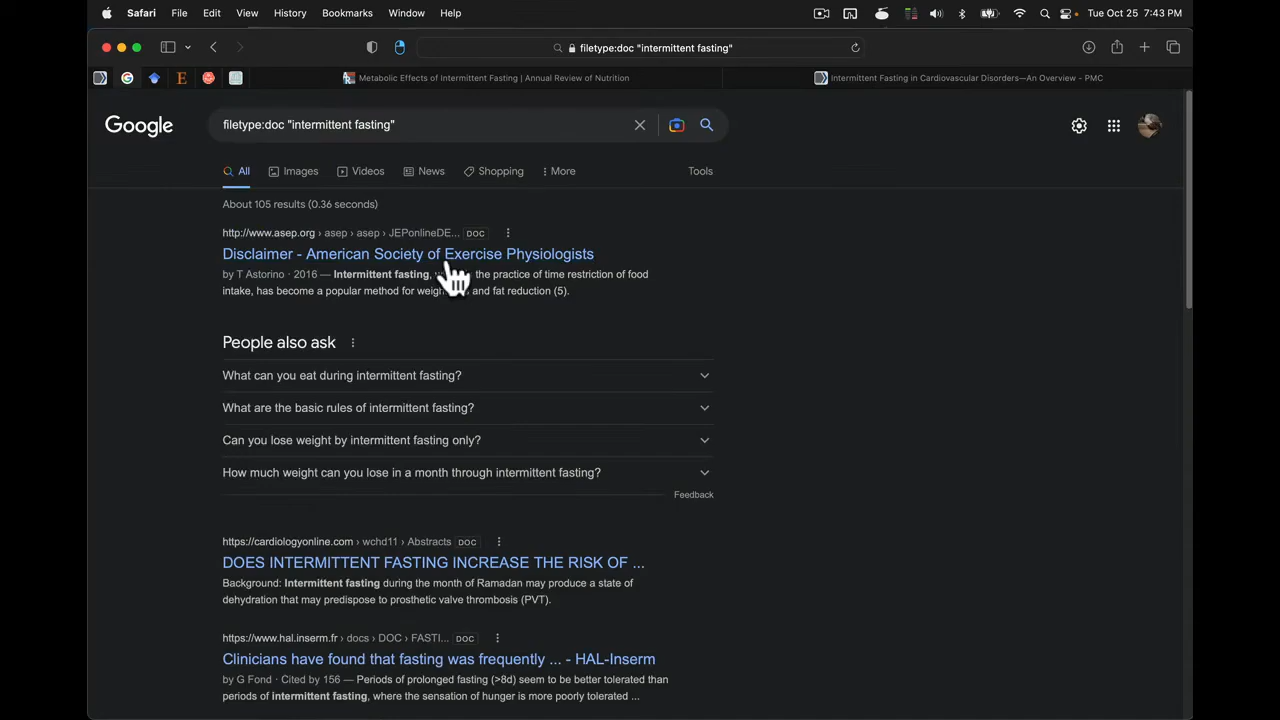 Safari File Edit View History Bookmarks Window Help Tue Oct 25 7:43 PM
filetype:doc "intermittent fasting"
Metabolic Effects of Intermittent Fasting | Annual Review of Nutrition
Intermittent Fasting in Cardiovascular Disorders—An Overview - PMC
Google
filetype:doc "intermittent fasting"
All Images Videos News Shopping More Tools
About 105 results (0.36 seconds)
http://www.asep.org › asep › asep › JEPonlineDE... DOC
Disclaimer - American Society of Exercise Physiologists
by T Astorino · 2016 — Intermittent fasting, the practice of time restriction of food
intake, has become a popular method for and fat reduction (5).
People also ask
What can you eat during intermittent fasting?
What are the basic rules of intermittent fasting?
Can you lose weight by intermittent fasting only?
How much weight can you lose in a month through intermittent fasting?
Feedback
https://cardiologyonline.com › wchd11 › Abstracts DOC
DOES INTERMITTENT FASTING INCREASE THE RISK OF ...
Background: Intermittent fasting during the month of Ramadan may produce a state of
dehydration that may predispose to prosthetic valve thrombosis (PVT).
https://www.hal.inserm.fr › docs › DOC › FASTI... DOC
Clinicians have found that fasting was frequently ... - HAL-Inserm
by G Fond · Cited by 156 — Periods of prolonged fasting (>8d) seem to be better tolerated than
periods of intermittent fasting, where the sensation of hunger is more poorly tolerated ...